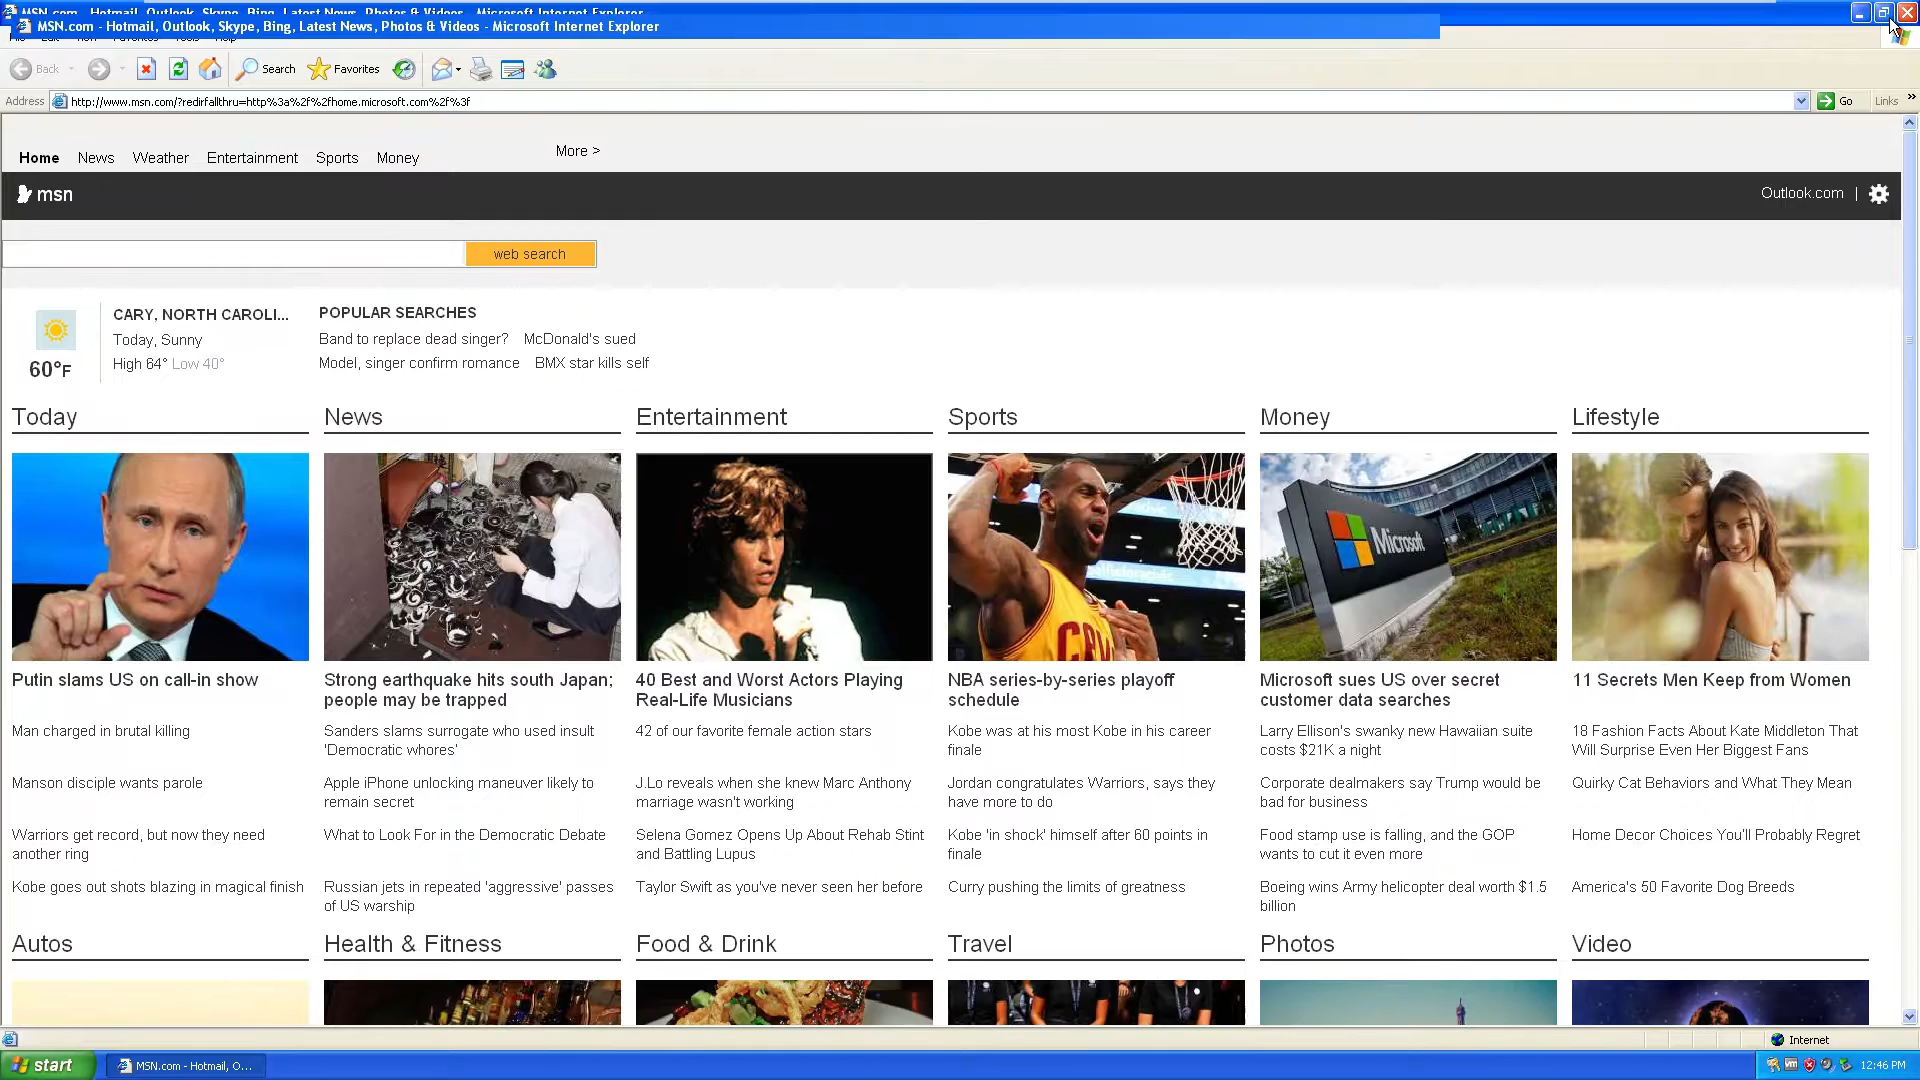 MSN.com - Hotmail, Outlook, Skype, Bing, Latest News, Photos & Videos - Microsoft Internet Explorer
MSN.com - Hotmail, Outlook, Skype, Bing, Latest News, Photos & Videos - Microsoft Internet Explorer
Back
Search
Favorites
Address
http://www.msn.com/?redirfallthru=http%3a%2f%2fhome.microsoft.com%2f%3f
Go
Links
»
Home News Weather Entertainment Sports Money
More >
msn
Outlook.com |
web search
CARY, NORTH CAROLI...
Today, Sunny
High 64° Low 40°
60°F
POPULAR SEARCHES
Band to replace dead singer? McDonald's sued
Model, singer confirm romance BMX star kills self
Today
Putin slams US on call-in show
Man charged in brutal killing
Manson disciple wants parole
Warriors get record, but now they need
another ring
Kobe goes out shots blazing in magical finish
News
Strong earthquake hits south Japan;
people may be trapped
Sanders slams surrogate who used insult
'Democratic whores'
Apple iPhone unlocking maneuver likely to
remain secret
What to Look For in the Democratic Debate
Russian jets in repeated 'aggressive' passes
of US warship
Entertainment
40 Best and Worst Actors Playing
Real-Life Musicians
42 of our favorite female action stars
J.Lo reveals when she knew Marc Anthony
marriage wasn't working
Selena Gomez Opens Up About Rehab Stint
and Battling Lupus
Taylor Swift as you've never seen her before
Sports
NBA series-by-series playoff
schedule
Kobe was at his most Kobe in his career
finale
Jordan congratulates Warriors, says they
have more to do
Kobe 'in shock' himself after 60 points in
finale
Curry pushing the limits of greatness
Money
Microsoft
Microsoft sues US over secret
customer data searches
Larry Ellison's swanky new Hawaiian suite
costs $21K a night
Corporate dealmakers say Trump would be
bad for business
Food stamp use is falling, and the GOP
wants to cut it even more
Boeing wins Army helicopter deal worth $1.5
billion
Lifestyle
11 Secrets Men Keep from Women
18 Fashion Facts About Kate Middleton That
Will Surprise Even Her Biggest Fans
Quirky Cat Behaviors and What They Mean
Home Decor Choices You'll Probably Regret
America's 50 Favorite Dog Breeds
Autos
Health & Fitness
Food & Drink
Travel
Photos
Video
Internet
start
MSN.com - Hotmail, O...
12:46 PM